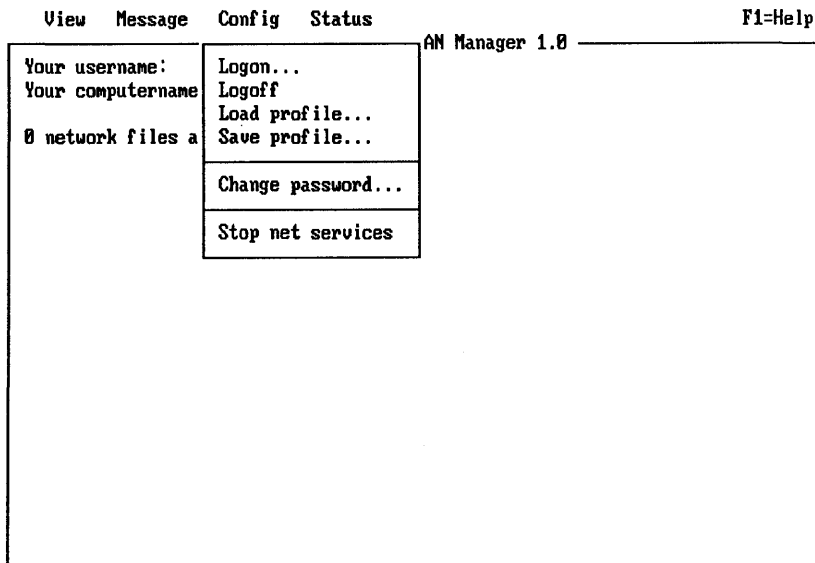 View Message Config Status F1=Help
AN Manager 1.0
Your username: Logon...
Your computername Logoff
Load profile...
0 network files a Save profile...
Change password...
Stop net services